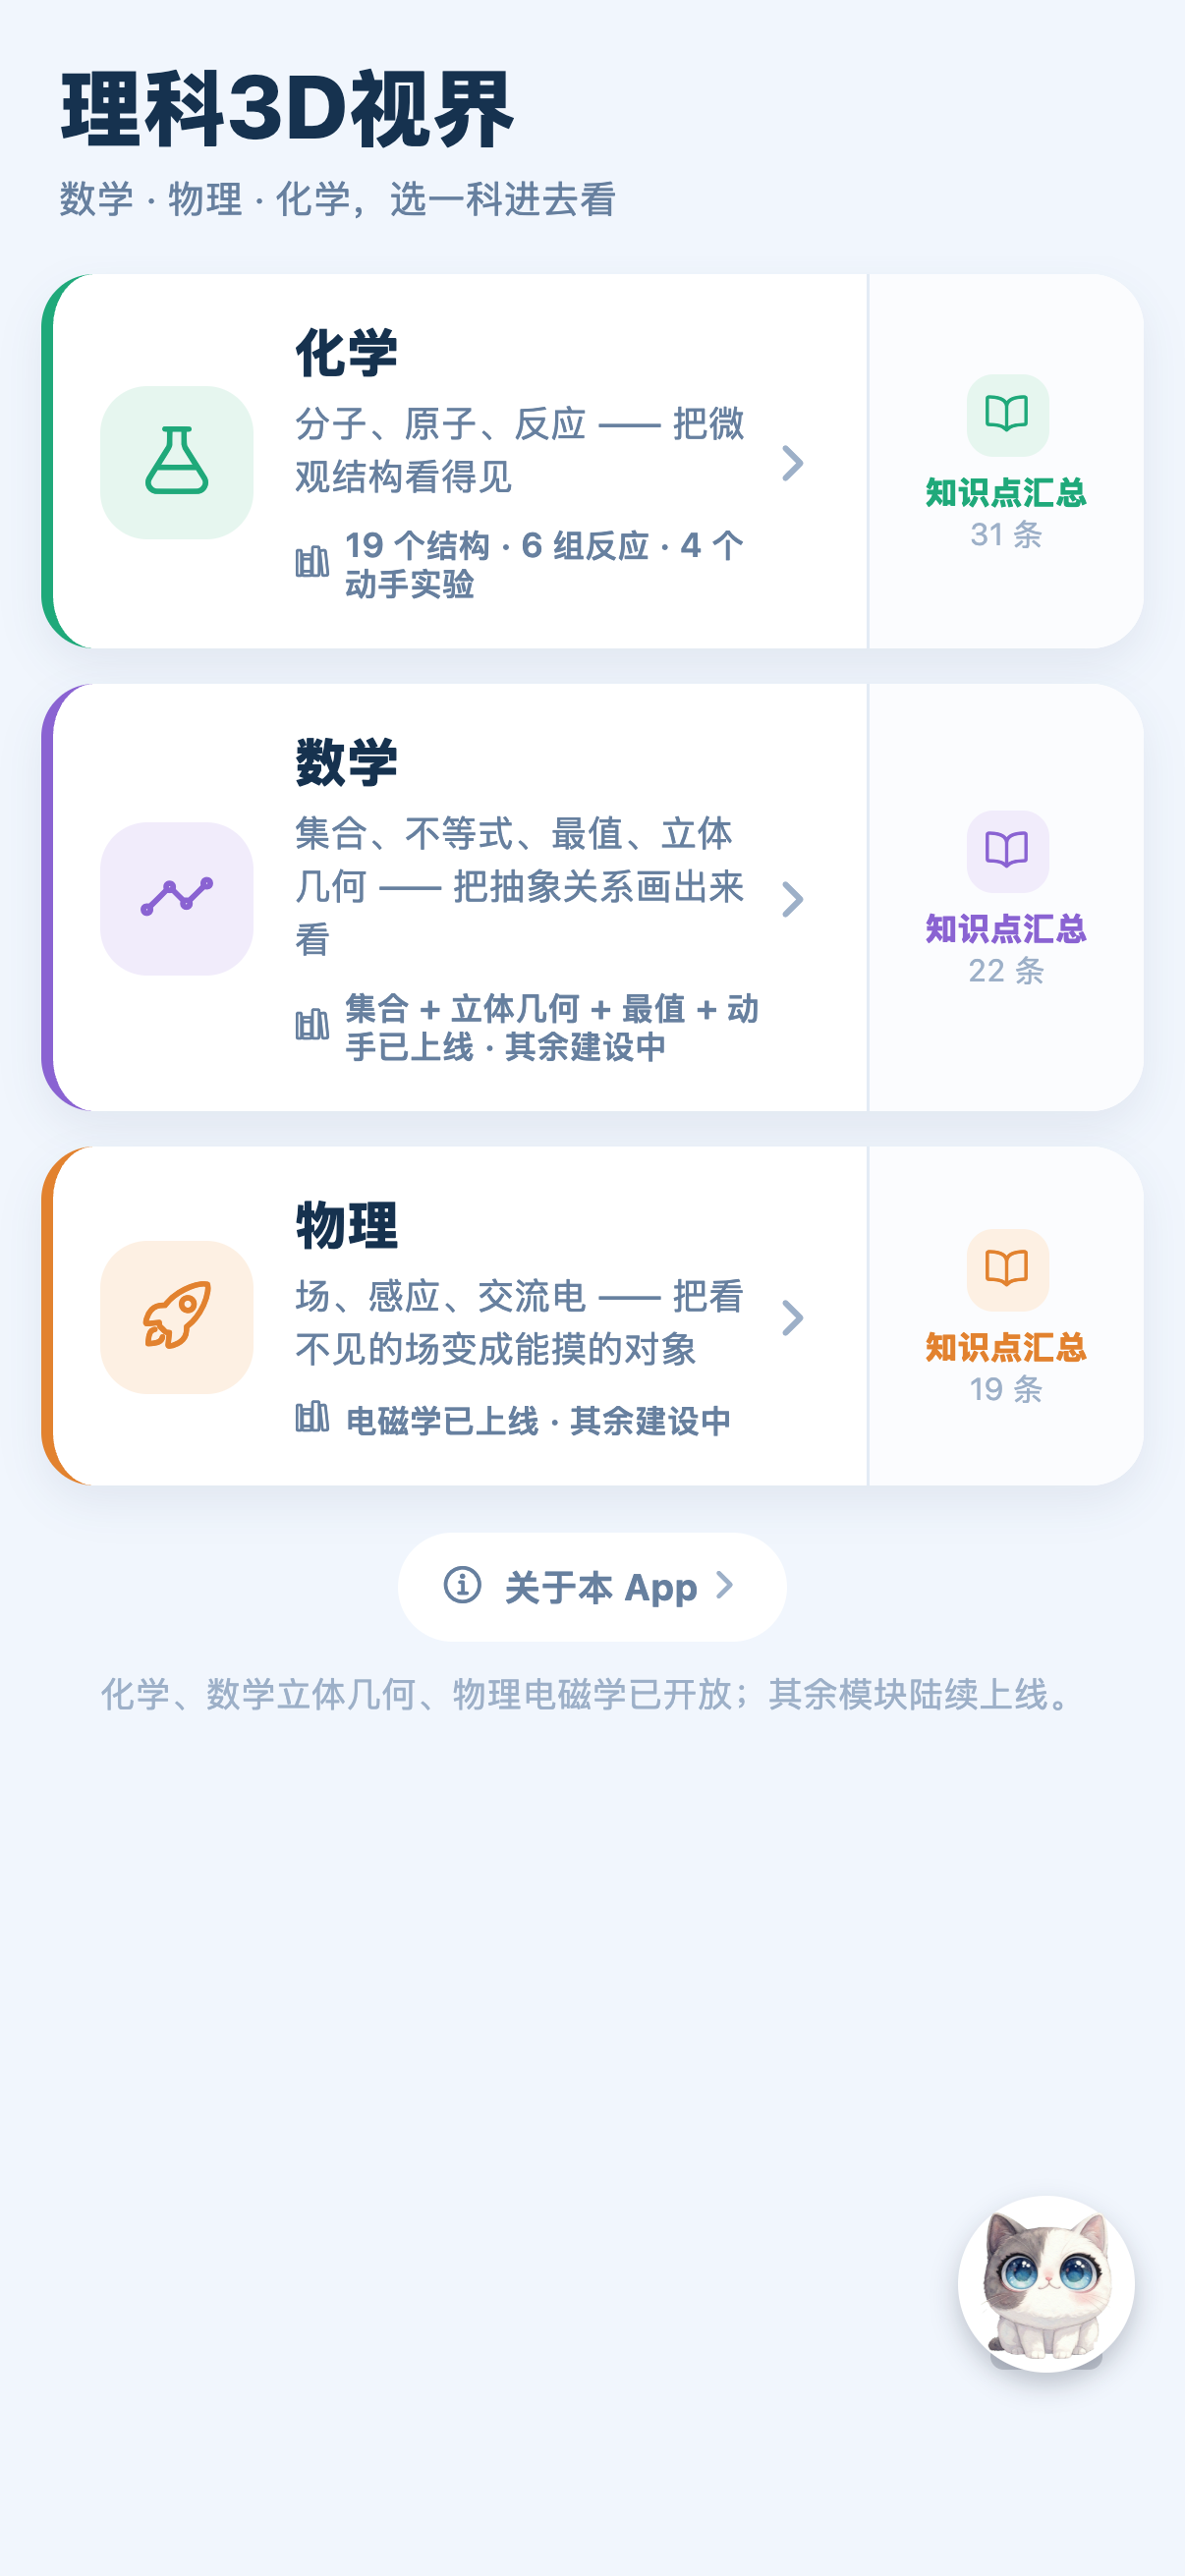 理科3D视界
数学 · 物理 · 化学，选一科进去看
化学
分子、原子、反应 —— 把微
观结构看得见
19 个结构 · 6 组反应 · 4 个
动手实验
知识点汇总
31 条
数学
集合、不等式、最值、立体
几何 —— 把抽象关系画出来
看
集合 + 立体几何 + 最值 + 动
手已上线 · 其余建设中
知识点汇总
22 条
物理
场、感应、交流电 —— 把看
不见的场变成能摸的对象
电磁学已上线 · 其余建设中
知识点汇总
19 条
关于本 App
化学、数学立体几何、物理电磁学已开放；其余模块陆续上线。